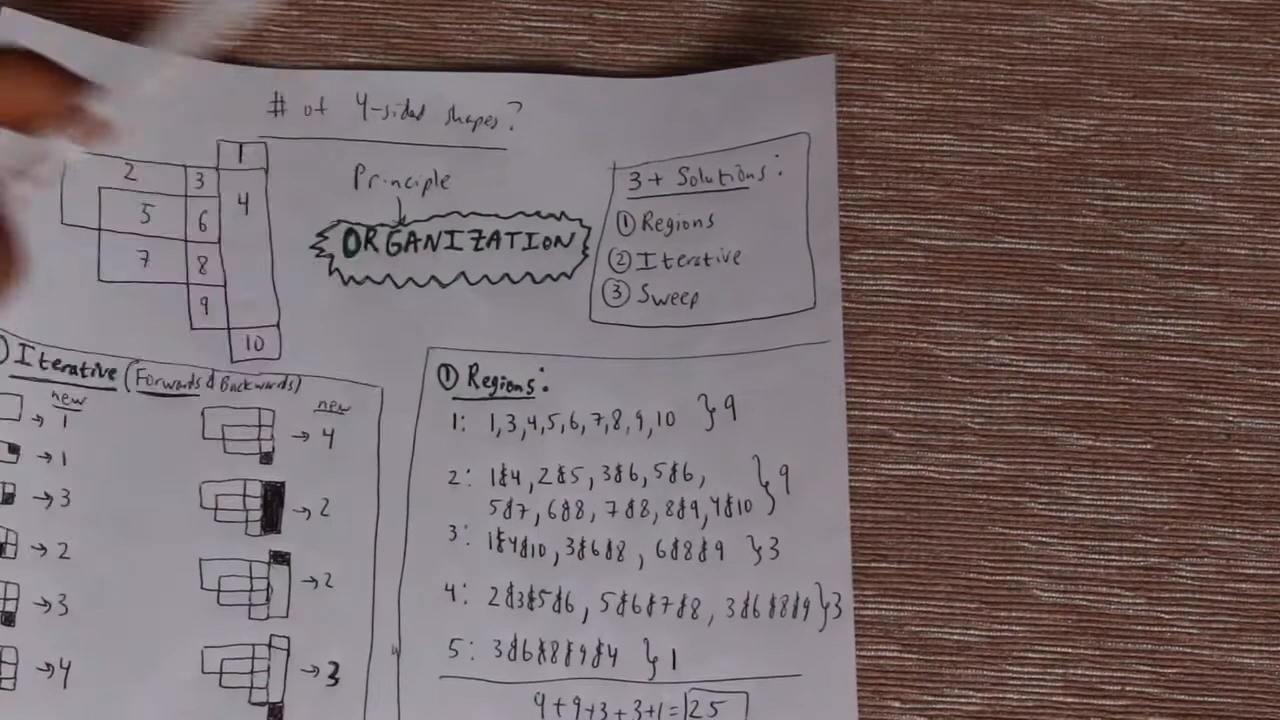 # of 4-sided shapes?
1
2 3
4
5 6
7 8
9
10
Principle
ORGANIZATION
3+ Solutions:
① Regions
② Iterative
③ Sweep
Iterative (Forwards & Backwards)
new
→ 1
→ 1
→ 3
→ 2
→ 3
→ 4
new
→ 4
→ 2
→ 2
→ 3
① Regions:
1: 1,3,4,5,6,7,8,9,10 } 9
2: 1&4, 2&5, 3&6, 5&6,
5&7, 6&8, 7&8, 8&9, 4&10 } 9
3: 1&4&10, 3&6&8, 6&8&9 } 3
4: 2&3&5&6, 5&6&7&8, 3&6&8&9 } 3
5: 3&6&8&9&4 } 1
9+9+3+3+1=25